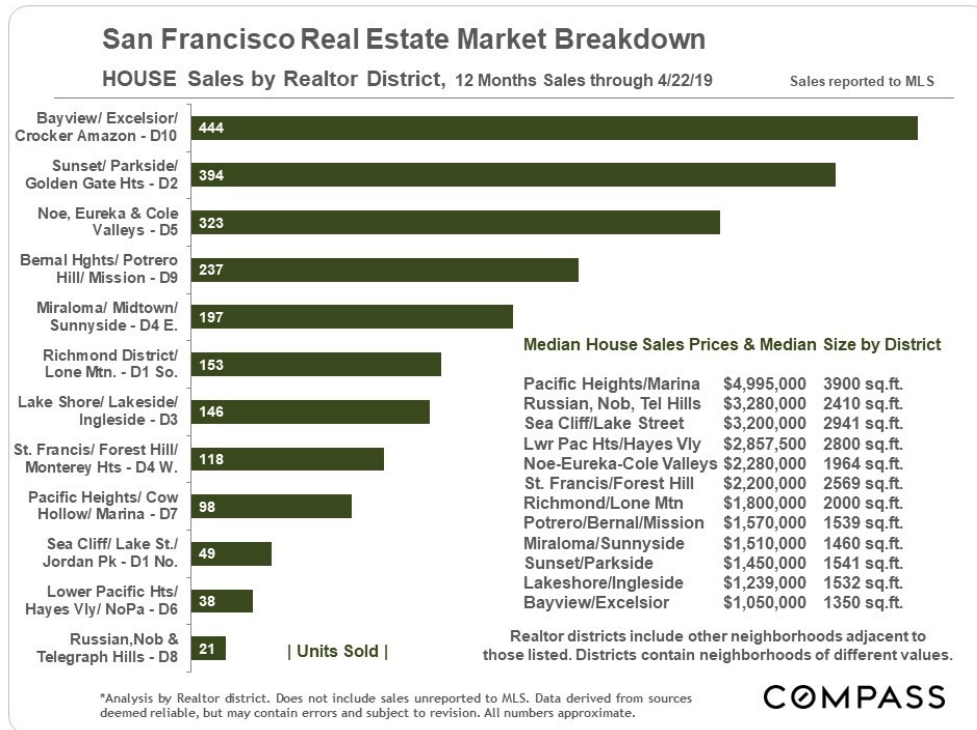 San Francisco Real Estate Market Breakdown
HOUSE Sales by Realtor District, 12 Months Sales through 4/22/19
Sales reported to MLS
Bayview/ Excelsior/
Crocker Amazon - D10
444
Sunset/ Parkside/
Golden Gate Hts - D2
394
Noe, Eureka & Cole
Valleys - D5
323
Bernal Hghts/ Potrero
Hill/ Mission - D9
237
Miraloma/ Midtown/
Sunnyside - D4 E.
197
Richmond District/
Lone Mtn. - D1 So.
153
Lake Shore/ Lakeside/
Ingleside - D3
146
St. Francis/ Forest Hill/
Monterey Hts - D4 W.
118
Pacific Heights/ Cow
Hollow/ Marina - D7
98
Sea Cliff/ Lake St./
Jordan Pk - D1 No.
49
Lower Pacific Hts/
Hayes Vly/ NoPa - D6
38
Russian,Nob &
Telegraph Hills - D8
21
| Units Sold |
Median House Sales Prices & Median Size by District
Pacific Heights/Marina $4,995,000 3900 sq.ft.
Russian, Nob, Tel Hills $3,280,000 2410 sq.ft.
Sea Cliff/Lake Street $3,200,000 2941 sq.ft.
Lwr Pac Hts/Hayes Vly $2,857,500 2800 sq.ft.
Noe-Eureka-Cole Valleys $2,280,000 1964 sq.ft.
St. Francis/Forest Hill $2,200,000 2569 sq.ft.
Richmond/Lone Mtn $1,800,000 2000 sq.ft.
Potrero/Bernal/Mission $1,570,000 1539 sq.ft.
Miraloma/Sunnyside $1,510,000 1460 sq.ft.
Sunset/Parkside $1,450,000 1541 sq.ft.
Lakeshore/Ingleside $1,239,000 1532 sq.ft.
Bayview/Excelsior $1,050,000 1350 sq.ft.
Realtor districts include other neighborhoods adjacent to
those listed. Districts contain neighborhoods of different values.
*Analysis by Realtor district. Does not include sales unreported to MLS. Data derived from sources
deemed reliable, but may contain errors and subject to revision. All numbers approximate.
COMPASS